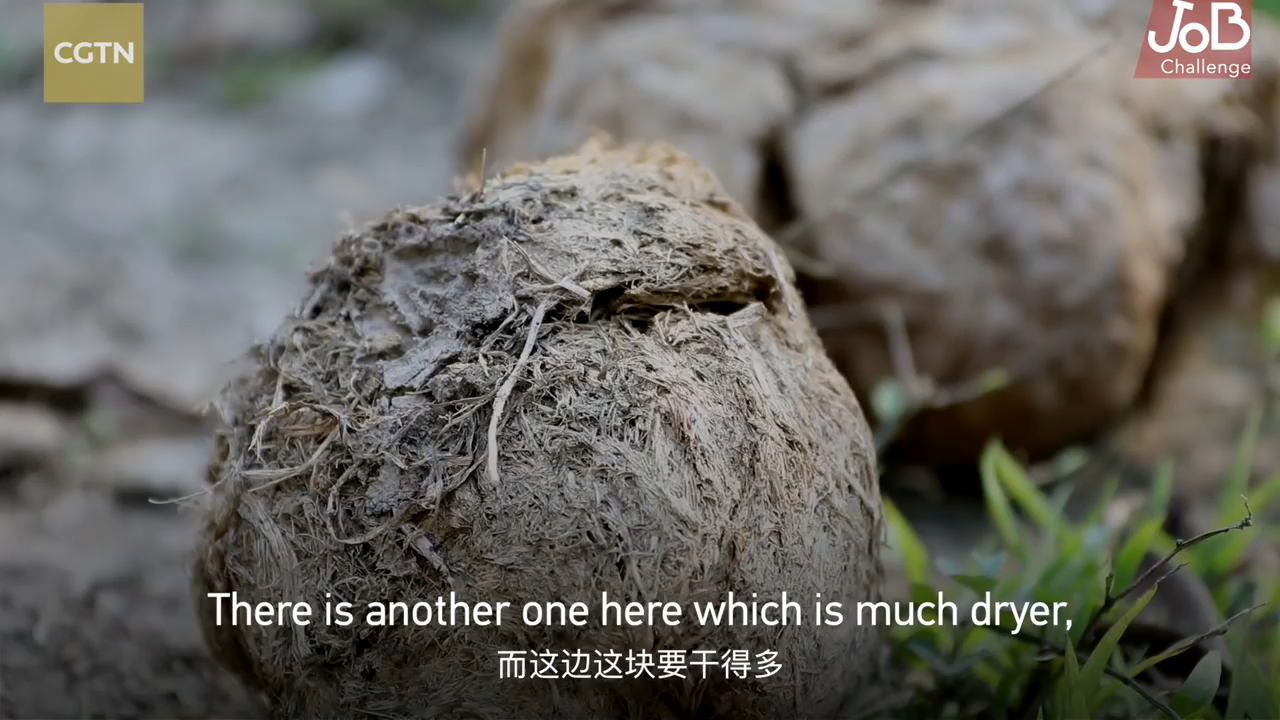 CGTN
JOB
Challenge
There is another one here which is much dryer,
而这边这块要干得多